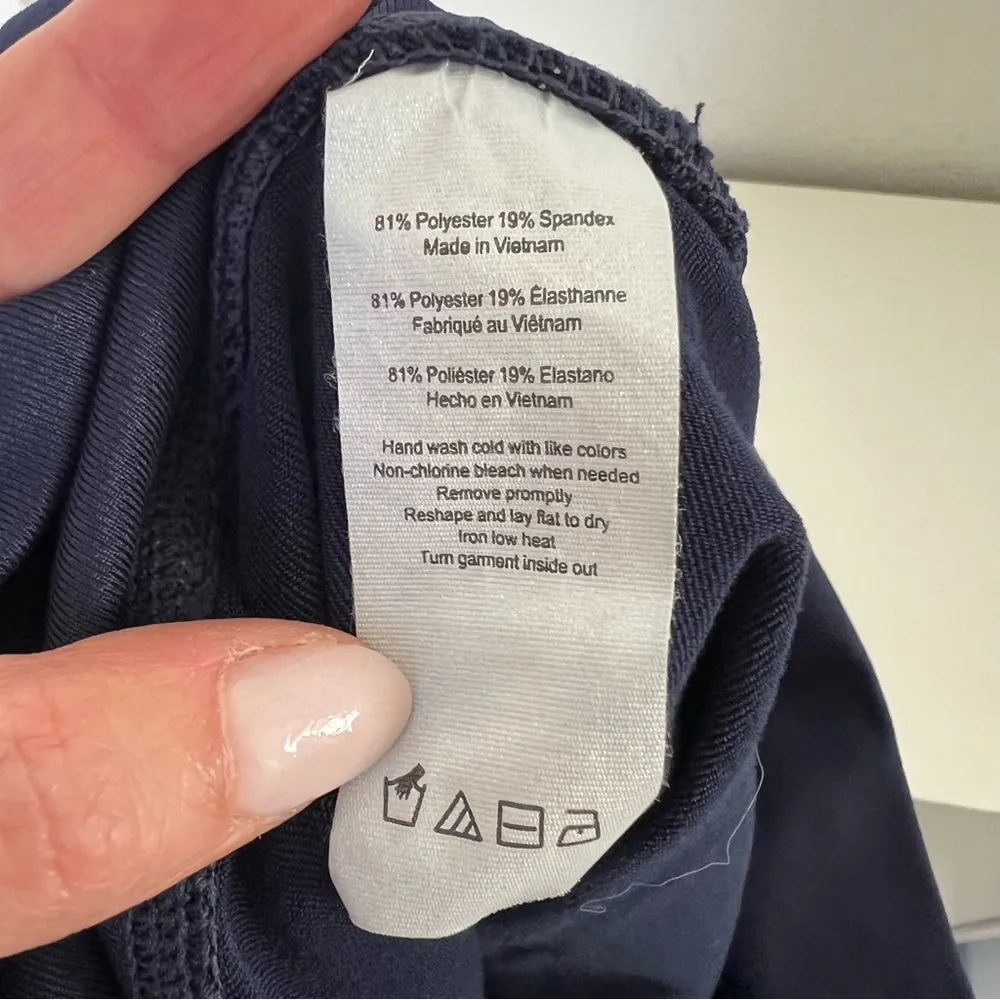 81% Polyester 19% Spandex
Made in Vietnam
81% Polyester 19% Élasthanne
Fabriqué au Viêtnam
81% Poliéster 19% Elastano
Hecho en Vietnam
Hand wash cold with like colors
Non-chlorine bleach when needed
Remove promptly
Reshape and lay flat to dry
Iron low heat
Turn garment inside out